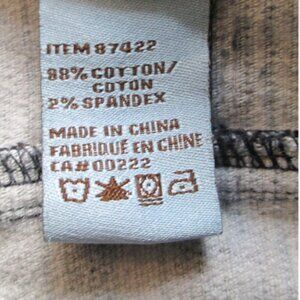 ITEM 87422
98% COTTON/
COTON
2% SPANDEX
MADE IN CHINA
FABRIQUÉ EN CHINE
CA# 00222